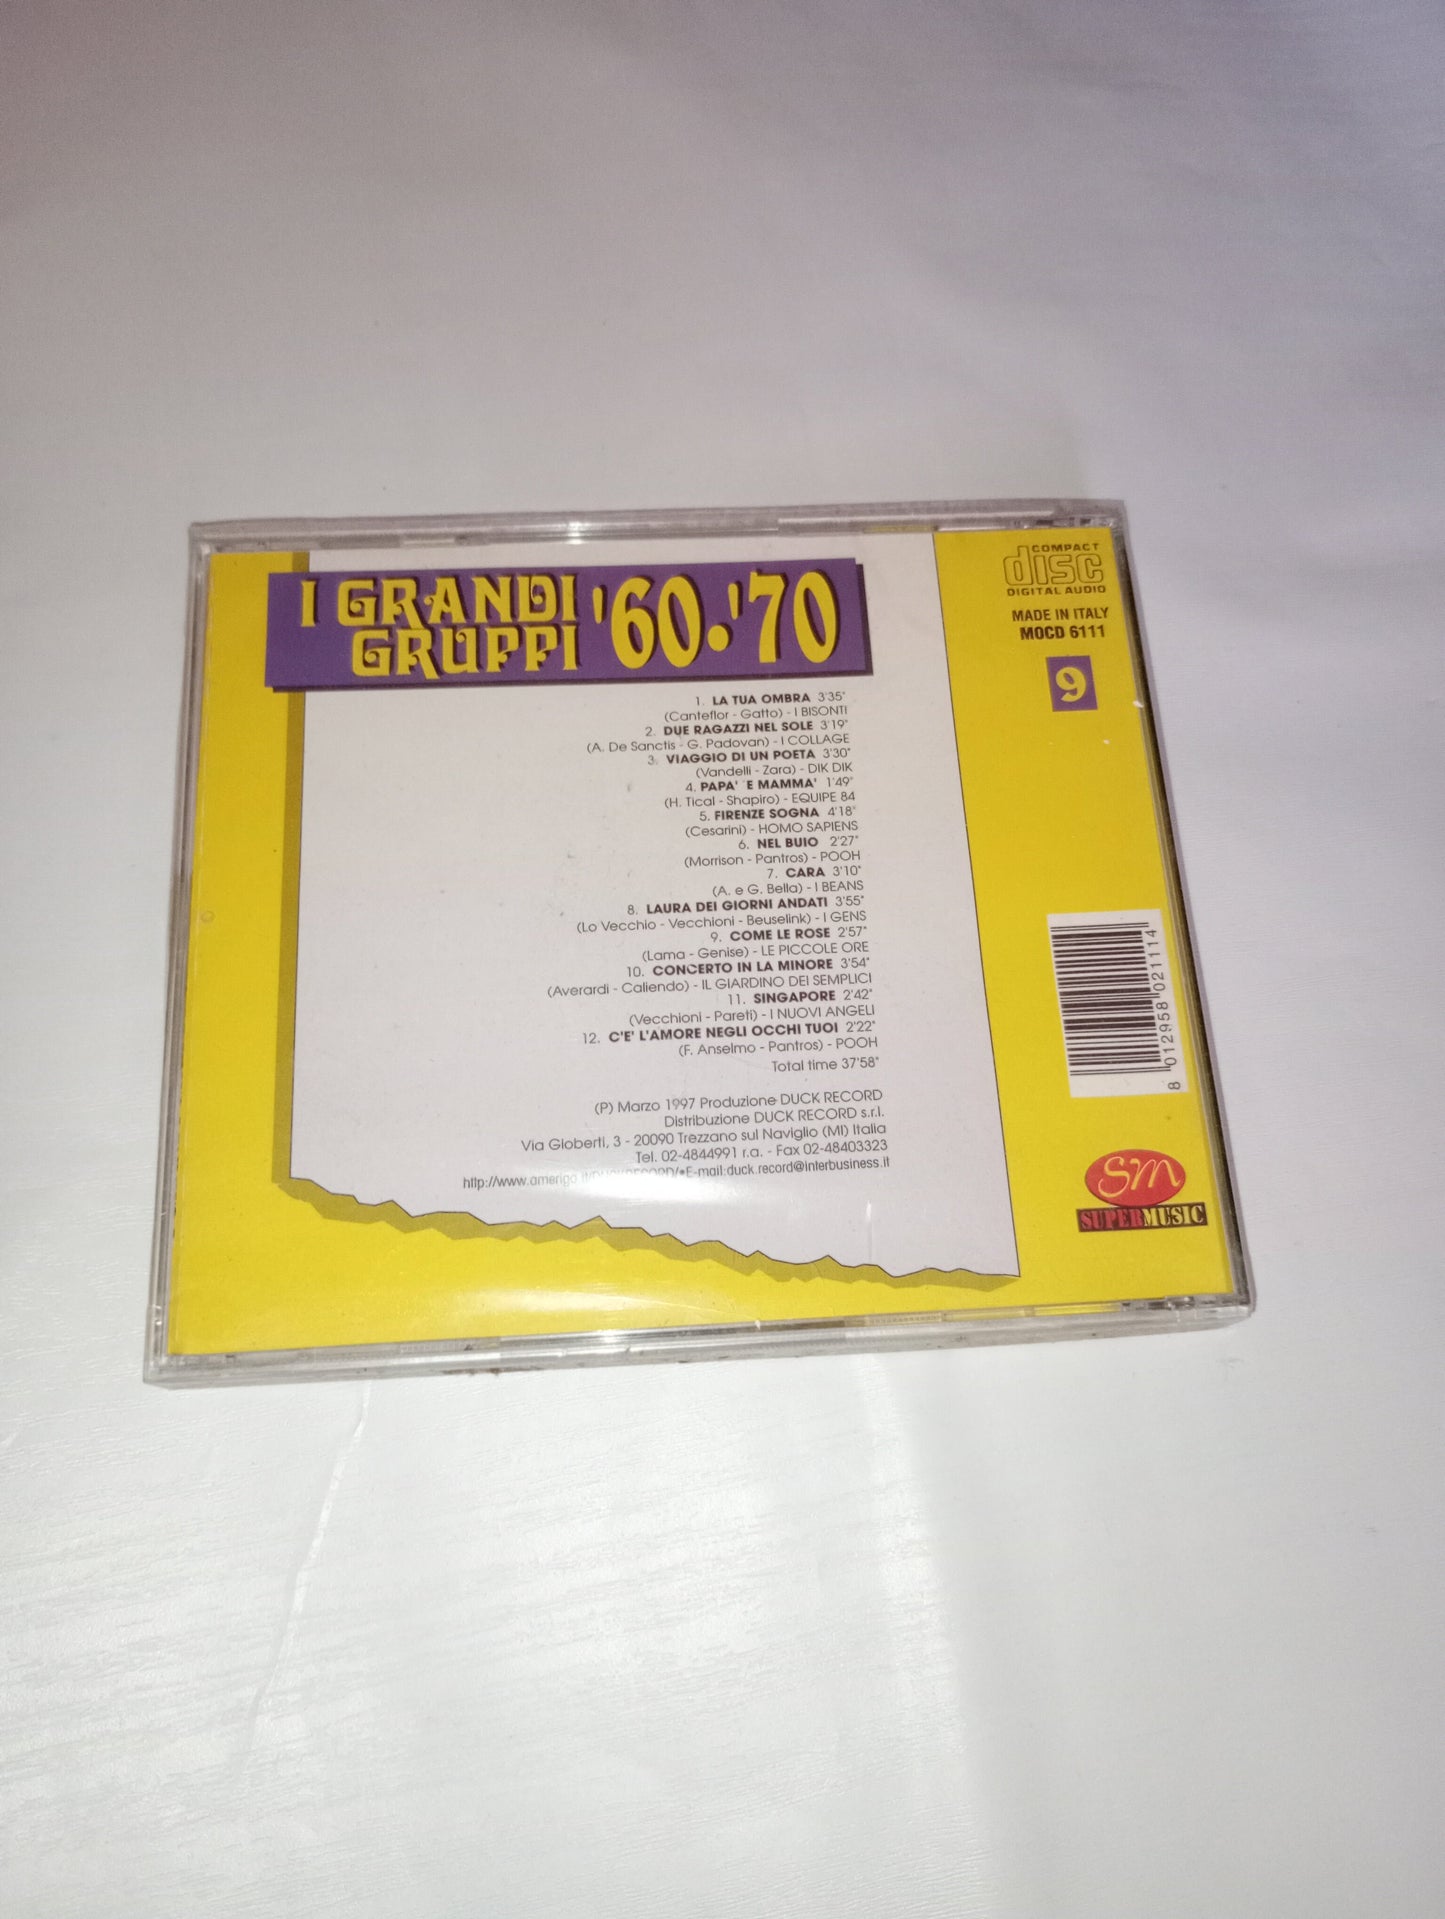 I GRANDI
GRUPPI '60.'70
1. LA TUA OMBRA 3'35"
(Canteflor - Gatto) - I BISONTI
2. DUE RAGAZZI NEL SOLE 3'19"
(A. De Sanctis - G. Padovan) - I COLLAGE
3. VIAGGIO DI UN POETA 3'30"
(Vandelli - Zara) - DIK DIK
4. PAPA' E MAMMA' 1'49"
(H. Tical - Shapiro) - EQUIPE 84
5. FIRENZE SOGNA 4'18"
(Cesarini) - HOMO SAPIENS
6. NEL BUIO 2'27"
(Morrison - Pantros) - POOH
7. CARA 3'10"
(A. e G. Bella) - I BEANS
8. LAURA DEI GIORNI ANDATI 3'55"
(Lo Vecchio - Vecchioni - Beuselink) - I GENS
9. COME LE ROSE 2'57"
(Lama - Genise) - LE PICCOLE ORE
10. CONCERTO IN LA MINORE 3'54"
(Averardi - Caliendo) - IL GIARDINO DEI SEMPLICI
11. SINGAPORE 2'42"
(Vecchioni - Pareti) - I NUOVI ANGELI
12. C'E' L'AMORE NEGLI OCCHI TUOI 2'22"
(F. Anselmo - Pantros) - POOH
Total time 37'58"
(P) Marzo 1997 Produzione DUCK RECORD
Distribuzione DUCK RECORD s.r.l.
Via Gioberti, 3 - 20090 Trezzano sul Naviglio (MI) Italia
Tel. 02-4844991 r.a. - Fax 02-48403323
http://www.amerigo.it/DUCKRECORD/•E-mail:duck.record@interbusiness.it
COMPACT
disc
DIGITAL AUDIO
MADE IN ITALY
MOCD 6111
9
8 012958 021114
SM
SUPERMUSIC